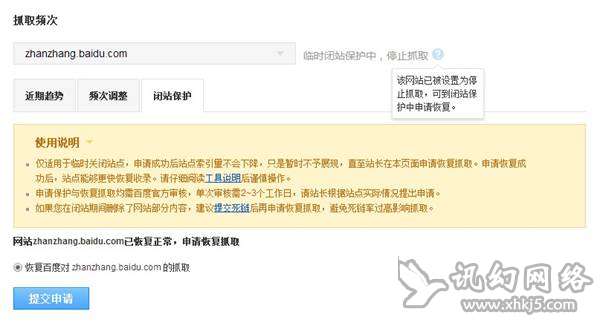 抓取频次
zhanzhang.baidu.com 临时闭站保护中，停止抓取 ?
该网站已被设置为停
止抓取，可到闭站保
护中申请恢复。
近期趋势 频次调整 闭站保护
使用说明
仅适用于临时关闭站点，申请成功后站点索引量不会下降，只是暂时不予展现，直至站长在本页面申请恢复抓取。申请恢复成
功后，站点能够更快恢复收录。请仔细阅读工具说明后谨慎操作。
申请保护与恢复抓取均需百度官方审核，单次审核需2~3个工作日，请站长根据站点实际情况提出申请。
如果您在闭站期间删除了网站部分内容，建议提交死链后再申请恢复抓取，避免死链率过高影响抓取。
网站zhanzhang.baidu.com已恢复正常，申请恢复抓取
恢复百度对 zhanzhang.baidu.com 的抓取
提交申请
讯幻网络
www.xhkj5.com